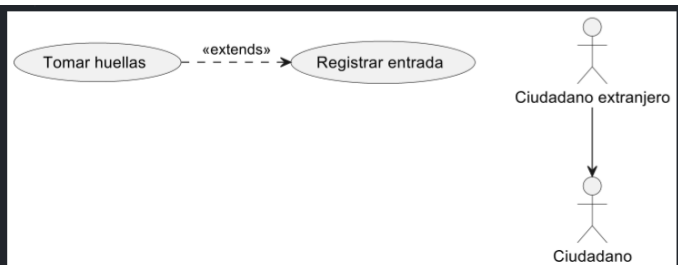 «extends»
Tomar huellas
Registrar entrada
Ciudadano extranjero
Ciudadano